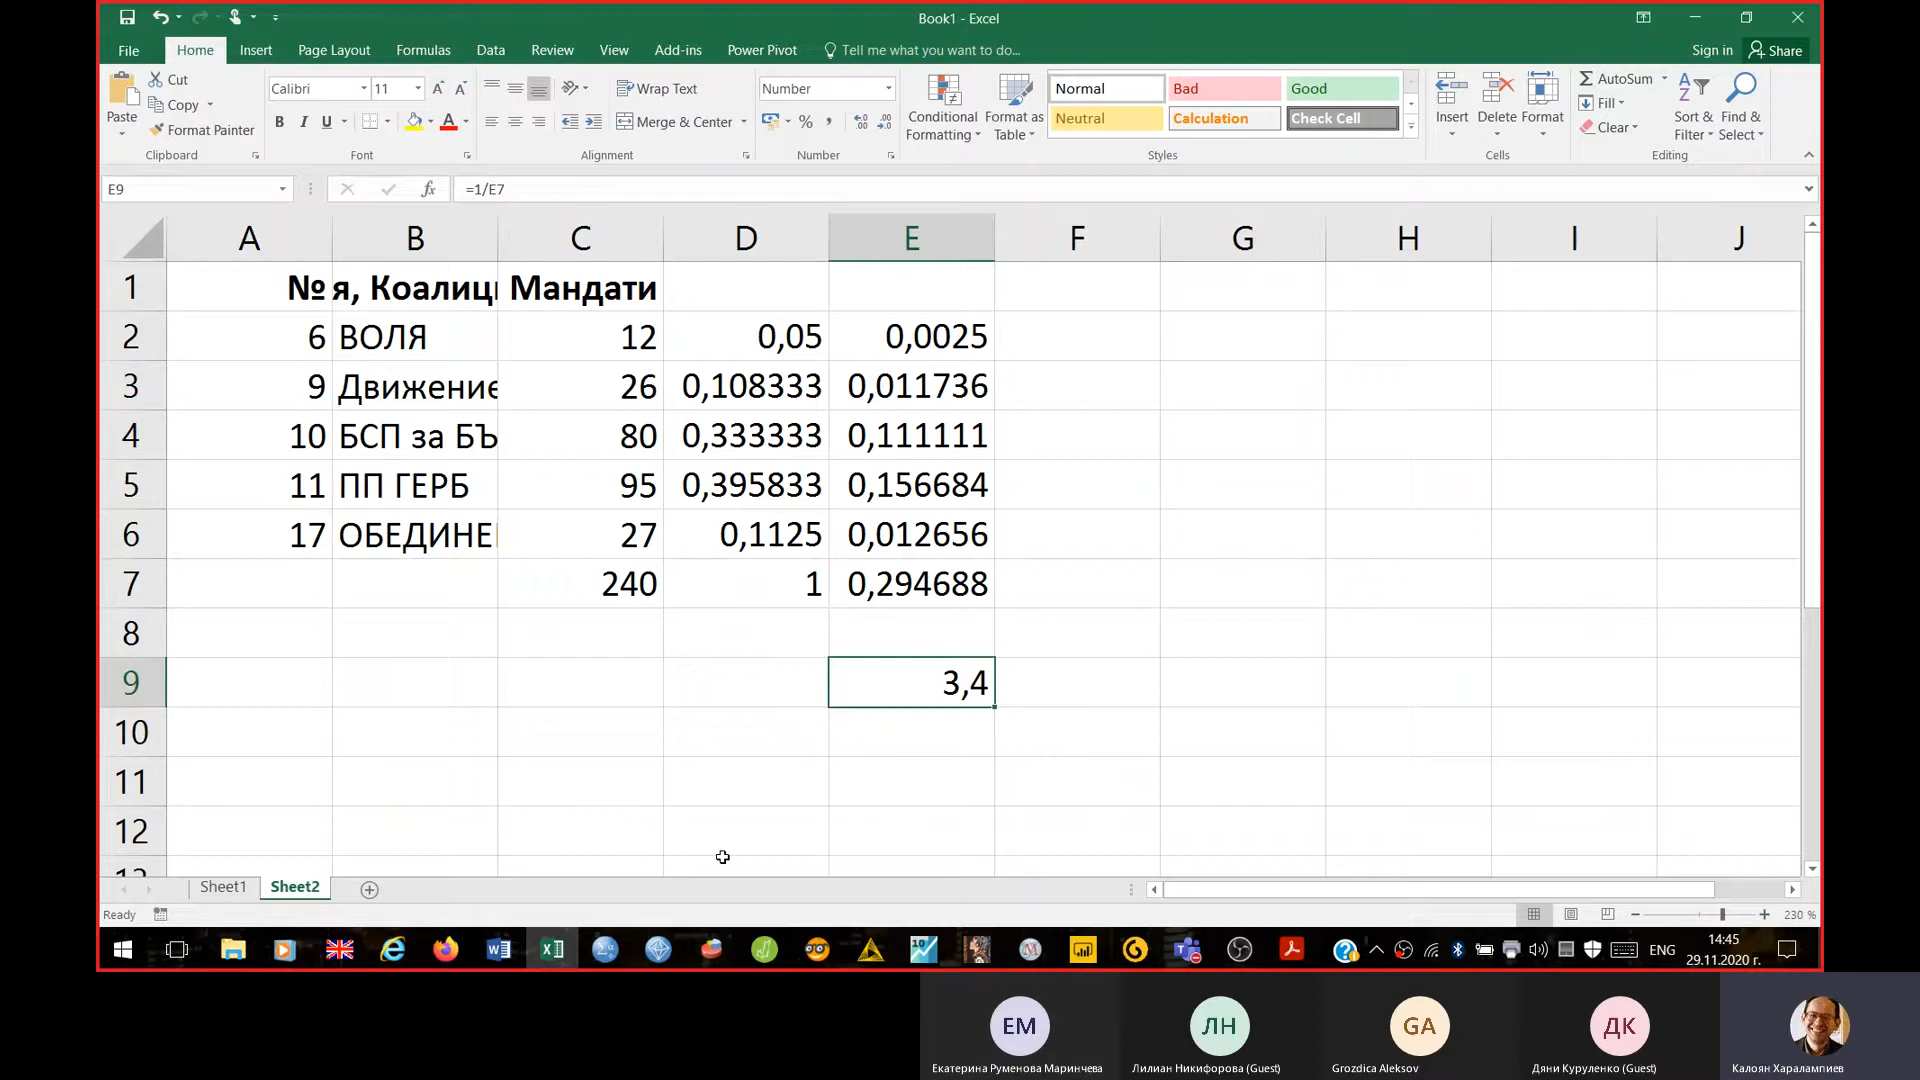 Book1 - Excel
File Home Insert Page Layout Formulas Data Review View Add-ins Power Pivot Tell me what you want to do... Sign in Share
Paste
Cut
Copy
Format Painter
Clipboard
Calibri 11
B I U
Font
Wrap Text
Merge & Center
Alignment
Number
%
Number
Conditional Formatting
Format as Table
Normal Bad Good
Neutral Calculation Check Cell
Styles
Insert Delete Format
Cells
AutoSum
Fill
Clear
Sort & Filter
Find & Select
Editing
E9 fx =1/E7
A B C D E F G H I J
1 № я, Коалици Мандати
2 6 ВОЛЯ 12 0,05 0,0025
3 9 Движение 26 0,108333 0,011736
4 10 БСП за БЪ 80 0,333333 0,111111
5 11 ПП ГЕРБ 95 0,395833 0,156684
6 17 ОБЕДИНЕ 27 0,1125 0,012656
7 240 1 0,294688
8
9 3,4
10
11
12
13
Sheet1 Sheet2
Ready 230 %
ENG 14:45
29.11.2020 г.
ЕМ ЛН GA ДК
Екатерина Руменова Маринчева Лилиан Никифорова (Guest) Grozdica Aleksov Дяни Куруленко (Guest) Калоян Харалампиев